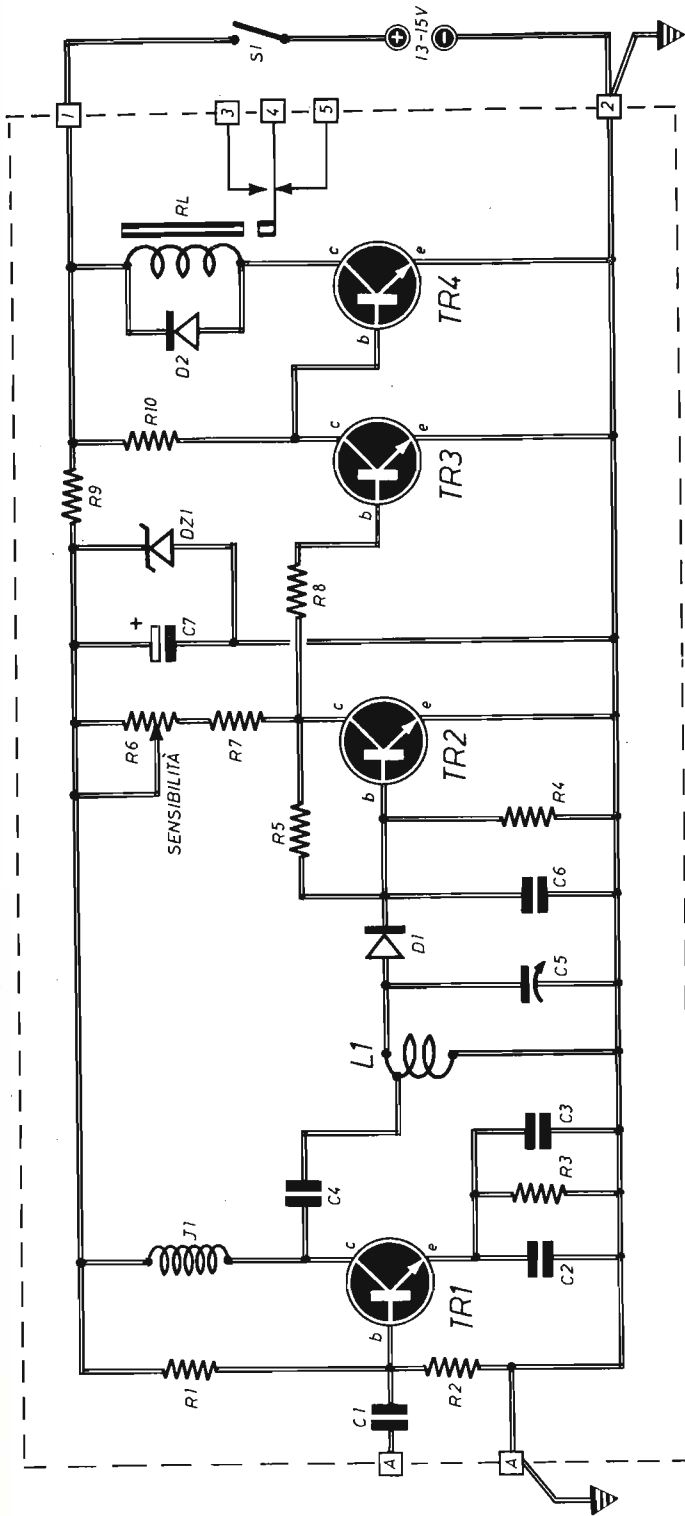 A
A
C1
R1
R2
b
c
e
TR1
J1
C2
R3
C3
C4
L1
C5
D1
C6
R4
b
c
e
TR2
R5
R6
SENSIBILITÀ
R7
+
C7
DZ1
R8
R9
b
c
e
TR3
R10
D2
RL
b
c
e
TR4
1
3
4
5
2
S1
+
13-15V
-